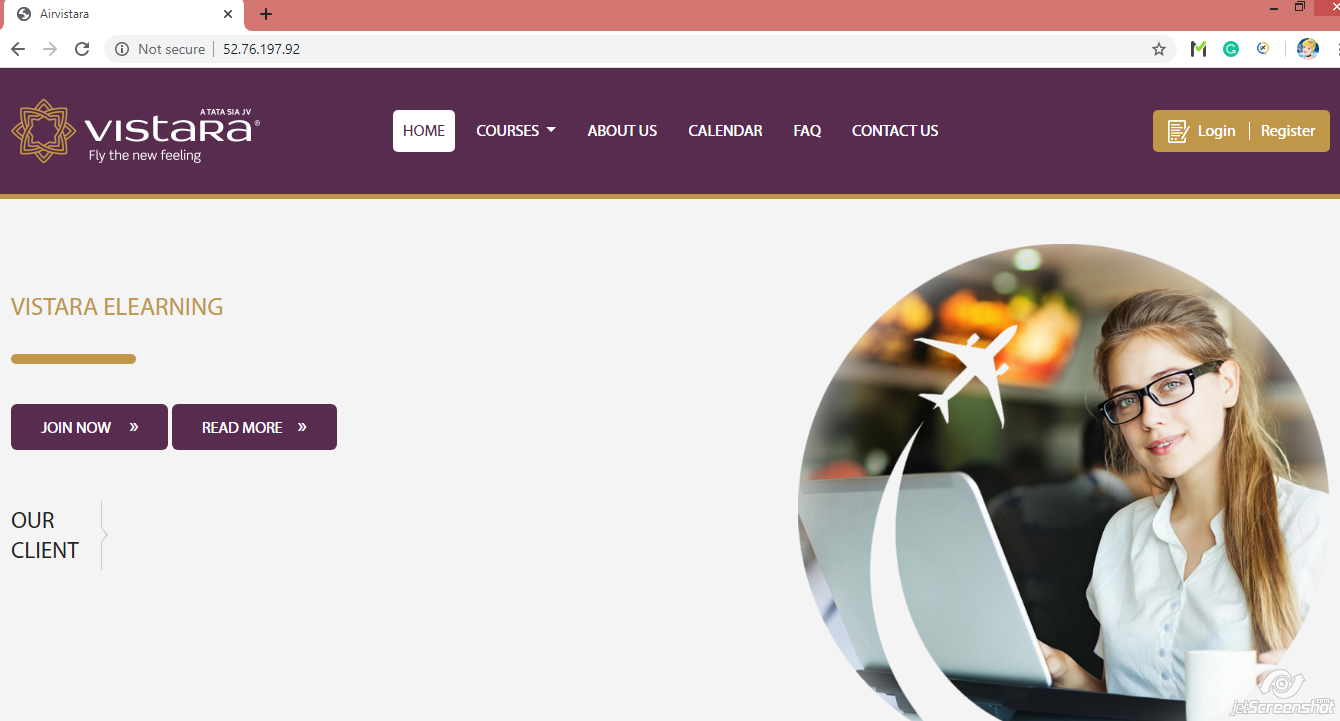 Airvistara
Not secure 52.76.197.92
A TATA SIA JV
VISTARA®
Fly the new feeling
HOME COURSES ABOUT US CALENDAR FAQ CONTACT US
Login Register
VISTARA ELEARNING
JOIN NOW » READ MORE »
OUR
CLIENT
jetScreenshot.com